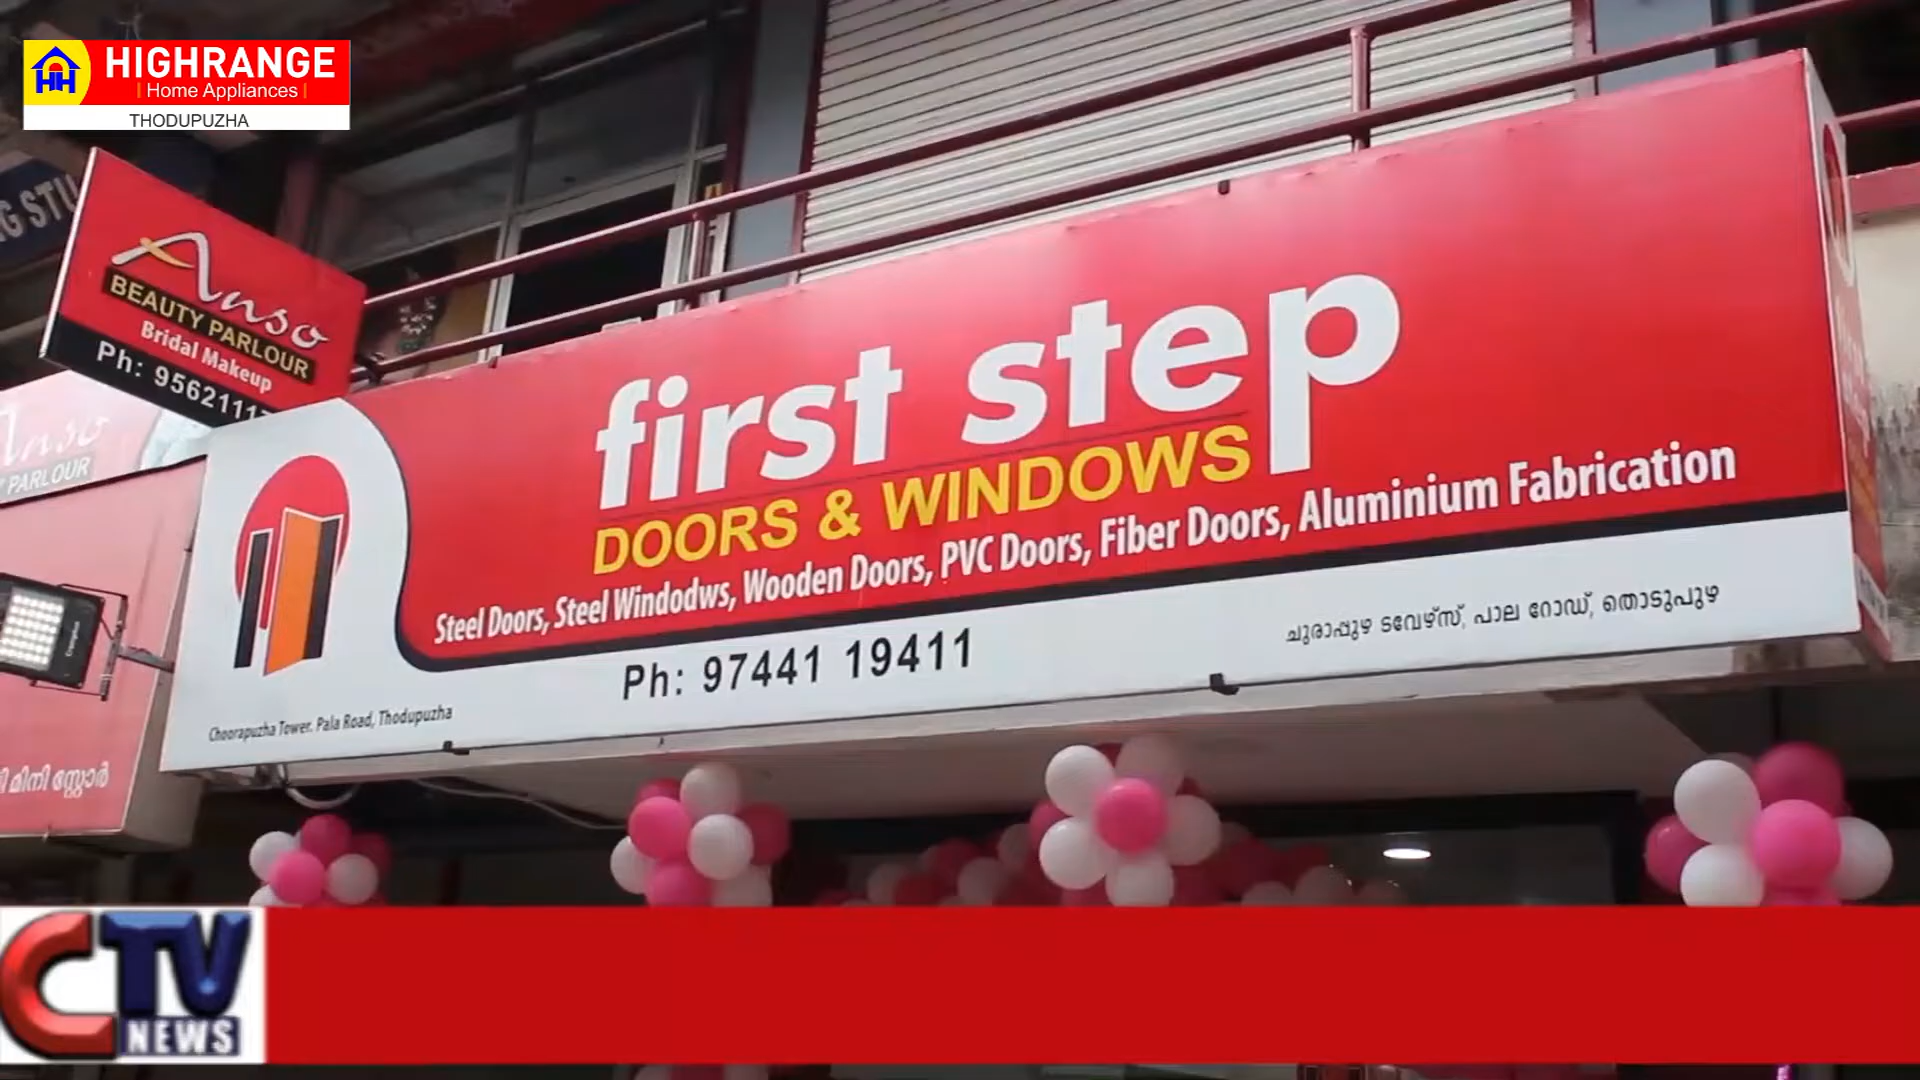 HIGHRANGE
Home Appliances
THODUPUZHA
G STU
Anso
BEAUTY PARLOUR
Bridal Makeup
Ph: 9562111
PARLOUR
first step
DOORS & WINDOWS
Steel Doors, Steel Windodws, Wooden Doors, PVC Doors, Fiber Doors, Aluminium Fabrication
Ph: 97441 19411
ചുരാപ്പുഴ ടവേഴ്സ്, പാല റോഡ്, തൊടുപുഴ
Choorapuzha Tower. Pala Road, Thodupuzha
മിനി സ്റ്റോർ
CTV
NEWS